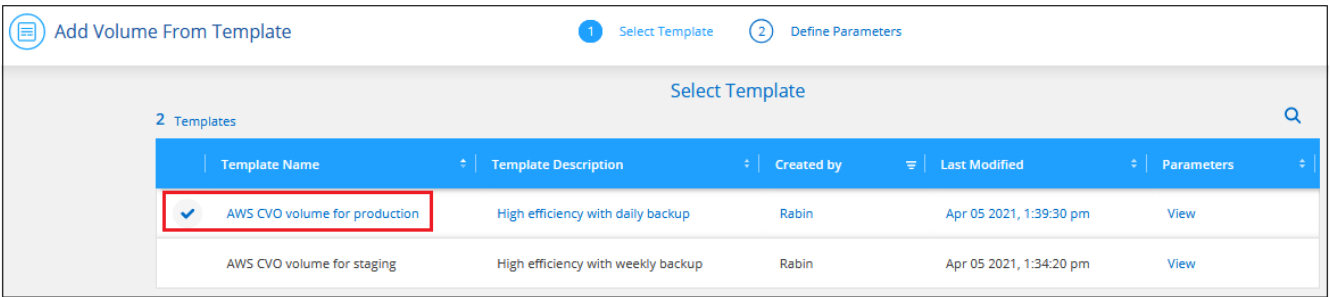 Add Volume From Template
1 Select Template 2 Define Parameters
Select Template
2 Templates
Template Name Template Description Created by Last Modified Parameters
AWS CVO volume for production High efficiency with daily backup Rabin Apr 05 2021, 1:39:30 pm View
AWS CVO volume for staging High efficiency with weekly backup Rabin Apr 05 2021, 1:34:20 pm View